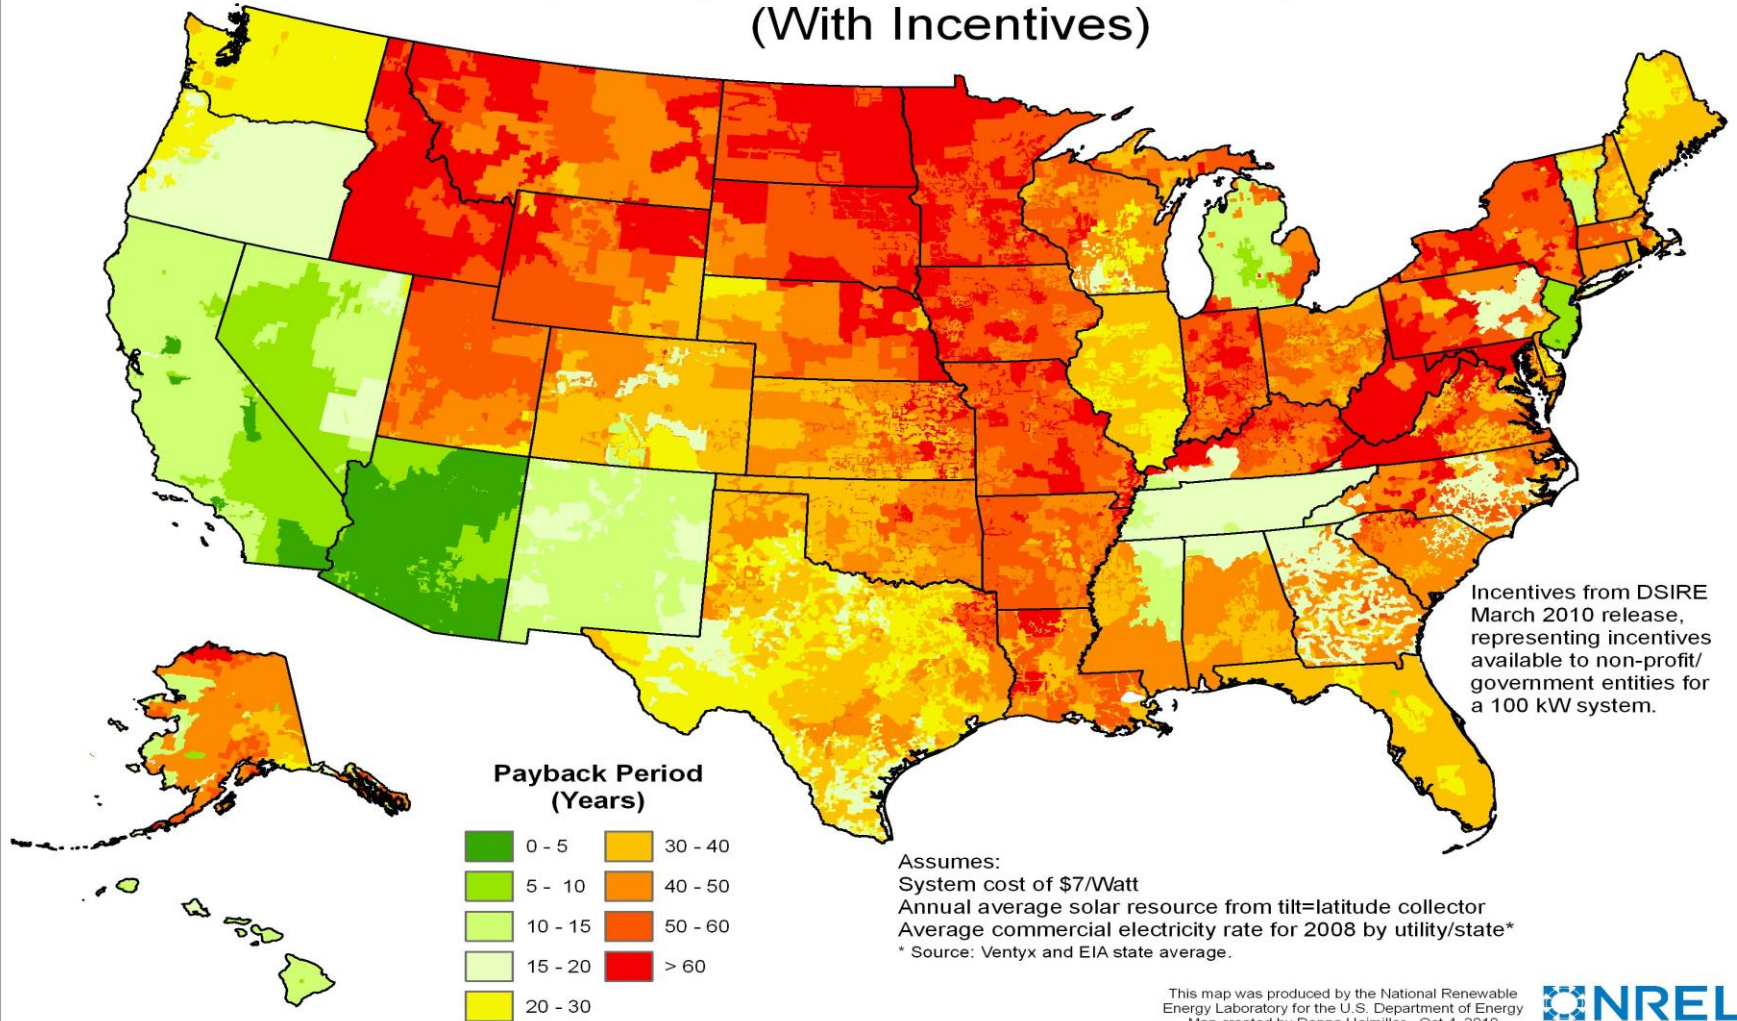 (With Incentives)
Incentives from DSIRE
March 2010 release,
representing incentives
available to non-profit/
government entities for
a 100 kW system.
Payback Period
(Years)
0 - 5
5 - 10
10 - 15
15 - 20
20 - 30
30 - 40
40 - 50
50 - 60
> 60
Assumes:
System cost of $7/Watt
Annual average solar resource from tilt=latitude collector
Average commercial electricity rate for 2008 by utility/state*
* Source: Ventyx and EIA state average.
This map was produced by the National Renewable
Energy Laboratory for the U.S. Department of Energy
NREL